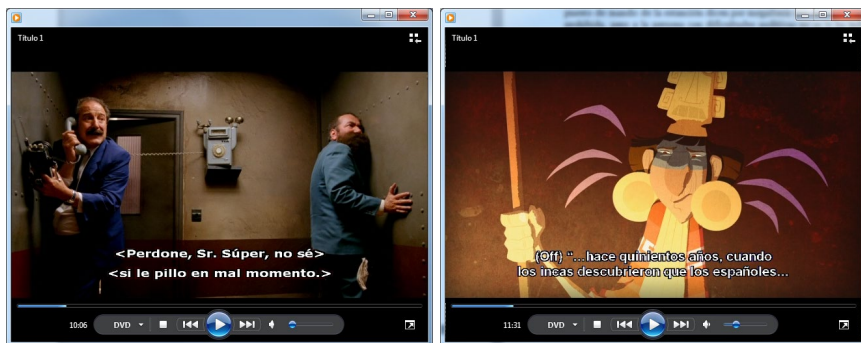 Título 1
<Perdone, Sr. Súper, no sé>
<si le pillo en mal momento.>
10:06
DVD
Título 1
(Off) "...hace quinientos años, cuando
los incas descubrieron que los españoles...
11:31
DVD